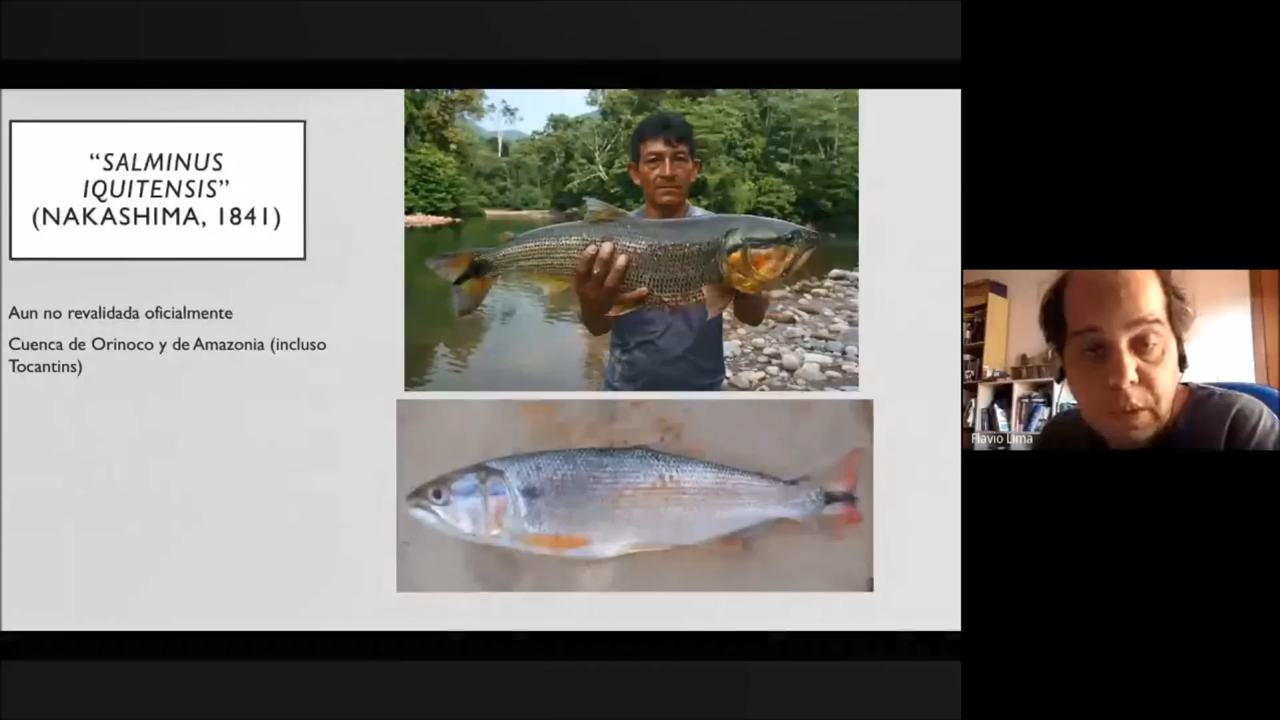 “SALMINUS
IQUITENSIS”
(NAKASHIMA, 1841)
Aun no revalidada oficialmente
Cuenca de Orinoco y de Amazonia (incluso
Tocantins)
Flavio Lima